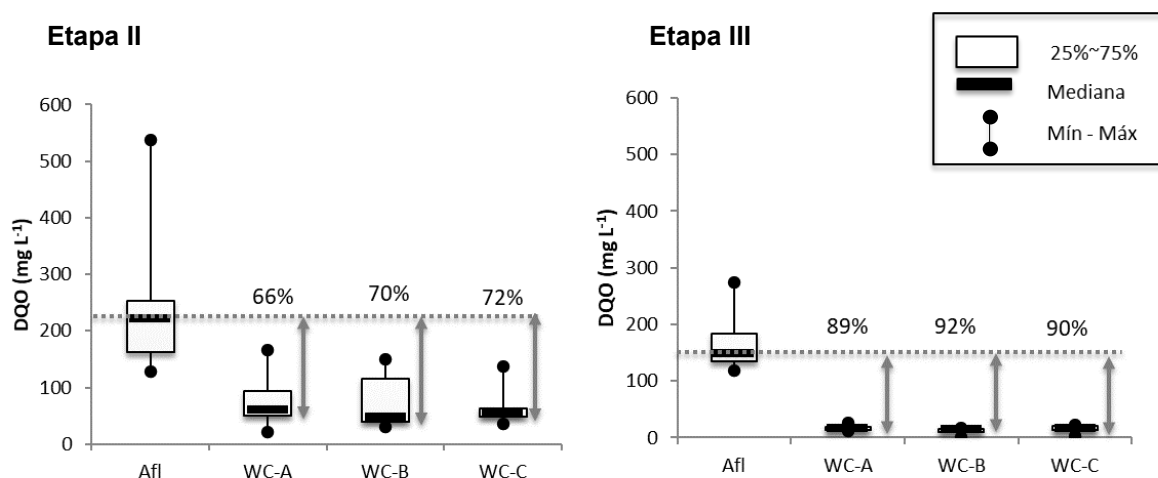 Etapa II
600
500
400
300
200
100
0
DQO (mg L-1)
66%
70%
72%
Afl
WC-A
WC-B
WC-C
Etapa III
600
500
400
300
200
100
0
DQO (mg L-1)
89%
92%
90%
Afl
WC-A
WC-B
WC-C
25%~75%
Mediana
Mín - Máx